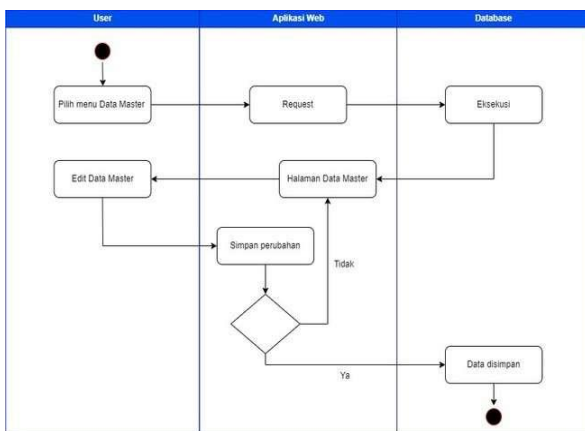 User
Aplikasi Web
Database
Pilih menu Data Master
Request
Eksekusi
Edit Data Master
Halaman Data Master
Simpan perubahan
Tidak
Ya
Data disimpan